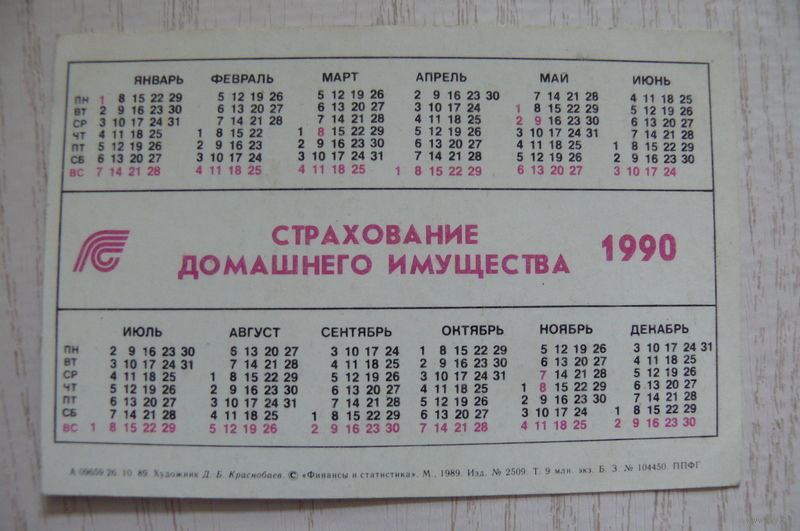 ЯНВАРЬ ФЕВРАЛЬ МАРТ АПРЕЛЬ МАЙ ИЮНЬ
ПН 1 8 15 22 29 5 12 19 26 5 12 19 26 2 9 16 23 30 7 14 21 28 4 11 18 25
ВТ 2 9 16 23 30 6 13 20 27 6 13 20 27 3 10 17 24 1 8 15 22 29 5 12 19 26
СР 3 10 17 24 31 7 14 21 28 7 14 21 28 4 11 18 25 2 9 16 23 30 6 13 20 27
ЧТ 4 11 18 25 1 8 15 22 1 8 15 22 29 5 12 19 26 3 10 17 24 31 7 14 21 28
ПТ 5 12 19 26 2 9 16 23 2 9 16 23 30 6 13 20 27 4 11 18 25 1 8 15 22 29
СБ 6 13 20 27 3 10 17 24 3 10 17 24 31 7 14 21 28 5 12 19 26 2 9 16 23 30
ВС 7 14 21 28 4 11 18 25 4 11 18 25 1 8 15 22 29 6 13 20 27 3 10 17 24
СТРАХОВАНИЕ
ДОМАШНЕГО ИМУЩЕСТВА 1990
ИЮЛЬ АВГУСТ СЕНТЯБРЬ ОКТЯБРЬ НОЯБРЬ ДЕКАБРЬ
ПН 2 9 16 23 30 6 13 20 27 3 10 17 24 1 8 15 22 29 5 12 19 26 3 10 17 24 31
ВТ 3 10 17 24 31 7 14 21 28 4 11 18 25 2 9 16 23 30 6 13 20 27 4 11 18 25
СР 4 11 18 25 1 8 15 22 29 5 12 19 26 3 10 17 24 31 7 14 21 28 5 12 19 26
ЧТ 5 12 19 26 2 9 16 23 30 6 13 20 27 4 11 18 25 1 8 15 22 29 6 13 20 27
ПТ 6 13 20 27 3 10 17 24 31 7 14 21 28 5 12 19 26 2 9 16 23 30 7 14 21 28
СБ 7 14 21 28 4 11 18 25 1 8 15 22 29 6 13 20 27 3 10 17 24 1 8 15 22 29
ВС 1 8 15 22 29 5 12 19 26 2 9 16 23 30 7 14 21 28 4 11 18 25 2 9 16 23 30
А 09659 26. 10. 89. Художник Д. Б. Краснобаев. © «Финансы и статистика», М., 1989. Изд. № 2509. Т. 9 млн. экз. Б. З. № 104450. ППФГ